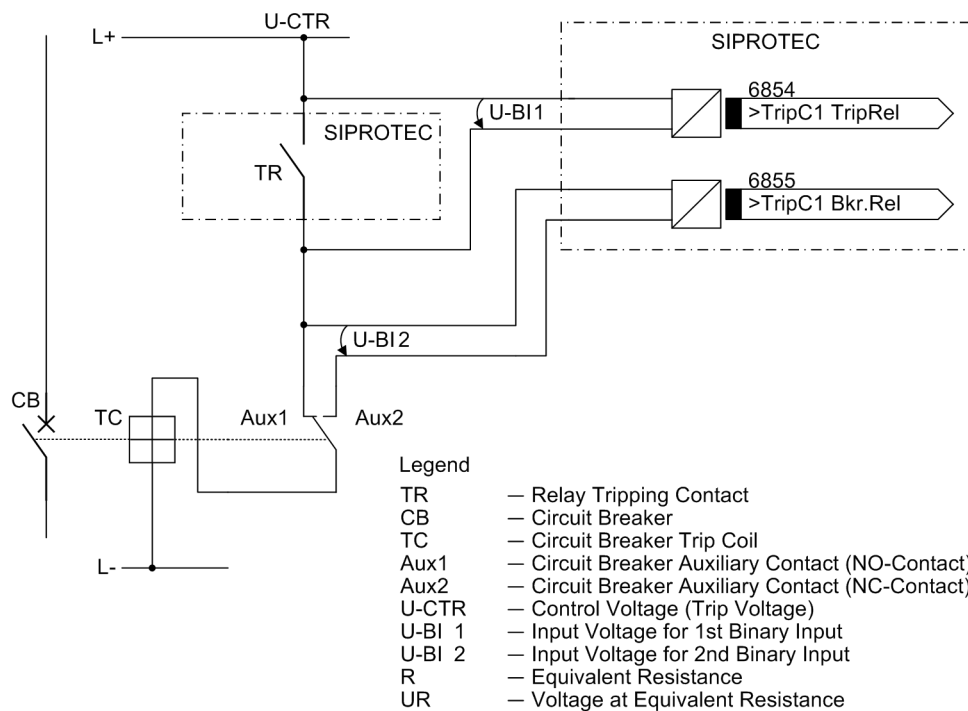 U-CTR
L+
SIPROTEC
6854
>TripC1 TripRel
U-BI1
SIPROTEC
TR
6855
>TripC1 Bkr.Rel
U-BI2
CB
TC
Aux1
Aux2
L-
Legend
TR — Relay Tripping Contact
CB — Circuit Breaker
TC — Circuit Breaker Trip Coil
Aux1 — Circuit Breaker Auxiliary Contact (NO-Contact)
Aux2 — Circuit Breaker Auxiliary Contact (NC-Contact)
U-CTR — Control Voltage (Trip Voltage)
U-BI 1 — Input Voltage for 1st Binary Input
U-BI 2 — Input Voltage for 2nd Binary Input
R — Equivalent Resistance
UR — Voltage at Equivalent Resistance